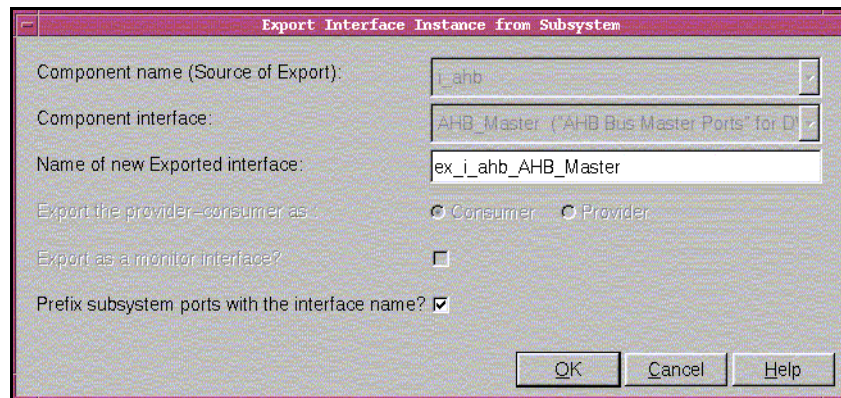 Export Interface Instance from Subsystem
Component name (Source of Export): i_ahb
Component interface: AHB_Master ("AHB Bus Master Ports" for DW
Name of new Exported interface: ex_i_ahb_AHB_Master
Export the provider-consumer as : Consumer Provider
Export as a monitor interface?
Prefix subsystem ports with the interface name?
OK Cancel Help